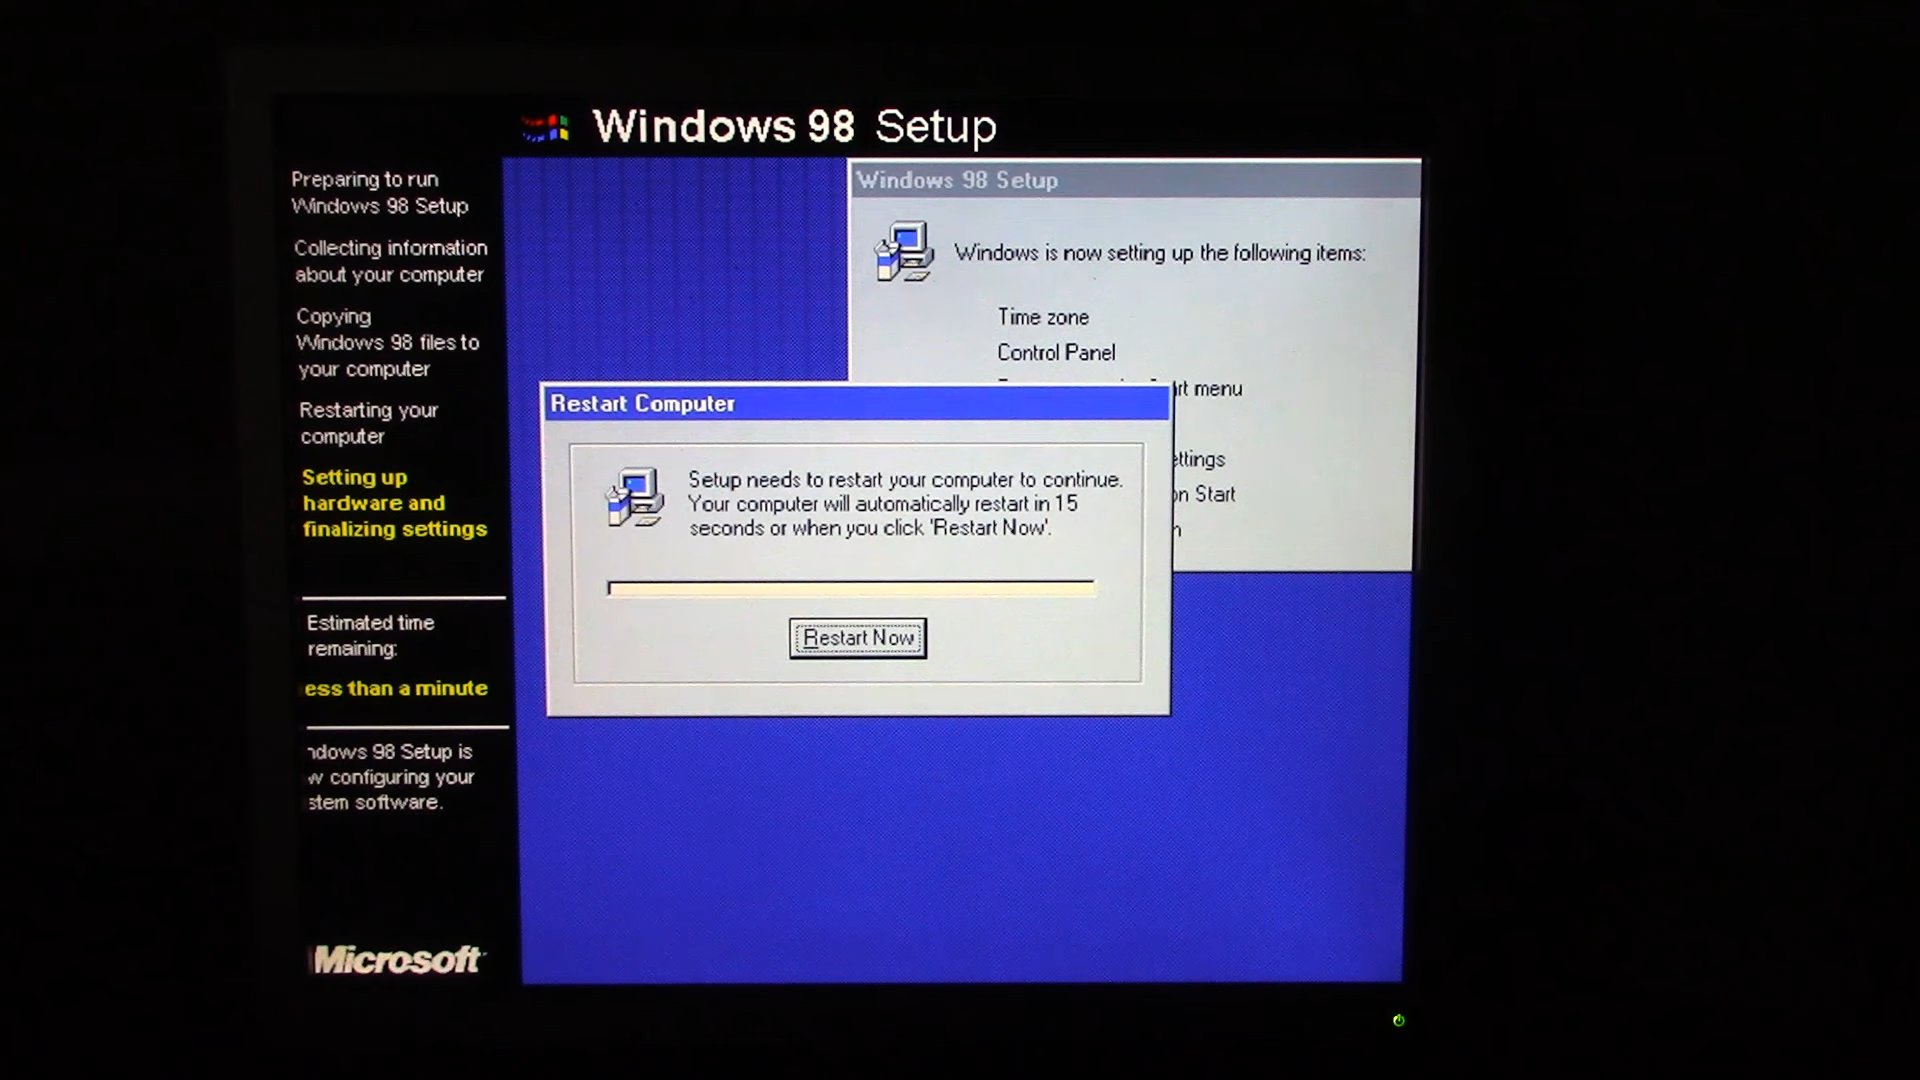 Windows 98 Setup
Preparing to run
Windows 98 Setup
Collecting information
about your computer
Copying
Windows 98 files to
your computer
Restarting your
computer
Setting up
hardware and
finalizing settings
Estimated time
remaining:
ess than a minute
ndows 98 Setup is
w configuring your
stem software.
Microsoft
Windows 98 Setup
Windows is now setting up the following items:
Time zone
Control Panel
rt menu
ettings
on Start
Restart Computer
Setup needs to restart your computer to continue.
Your computer will automatically restart in 15
seconds or when you click 'Restart Now'.
Restart Now